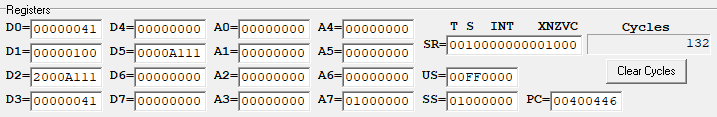 Registers
T S INT XNZVC Cycles
D0= 00000041 D4= 00000000 A0= 00000000 A4= 00000000
SR= 0010000000001000 132
D1= 00000100 D5= 0000A111 A1= 00000000 A5= 00000000
D2= 2000A111 D6= 00000000 A2= 00000000 A6= 00000000 US= 00FF0000 Clear Cycles
D3= 00000041 D7= 00000000 A3= 00000000 A7= 01000000 SS= 01000000 PC= 00400446